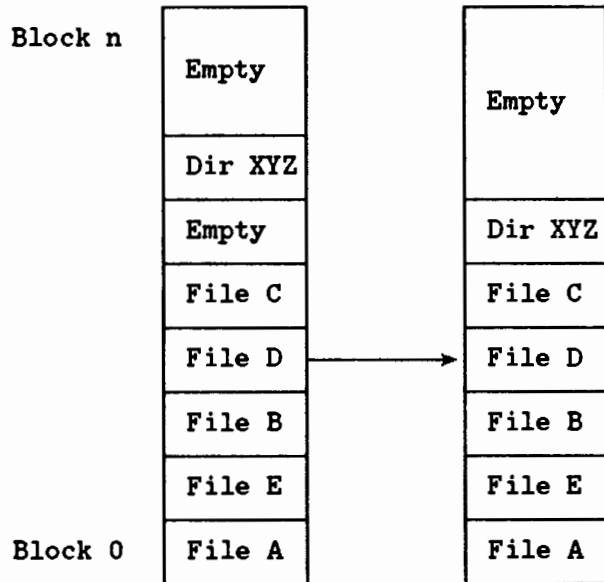 Block n
Empty
Empty
Dir XYZ
Empty
Dir XYZ
File C
File C
File D
File D
File B
File B
File E
File E
Block 0
File A
File A